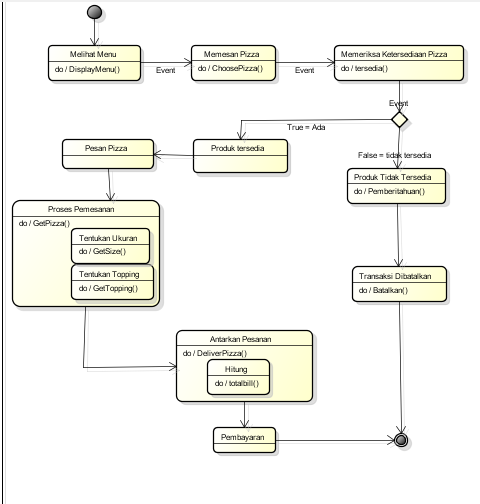 Melihat Menu
do / DisplayMenu()
Event
Memesan Pizza
do / ChoosePizza()
Event
Memeriksa Ketersediaan Pizza
do / tersedia()
Event
True = Ada
False = tidak tersedia
Pesan Pizza
Produk tersedia
Produk Tidak Tersedia
do / Pemberitahuan()
Proses Pemesanan
do / GetPizza()
Tentukan Ukuran
do / GetSize()
Tentukan Topping
do / GetTopping()
Transaksi Dibatalkan
do / Batalkan()
Antarkan Pesanan
do / DeliverPizza()
Hitung
do / totalbill()
Pembayaran